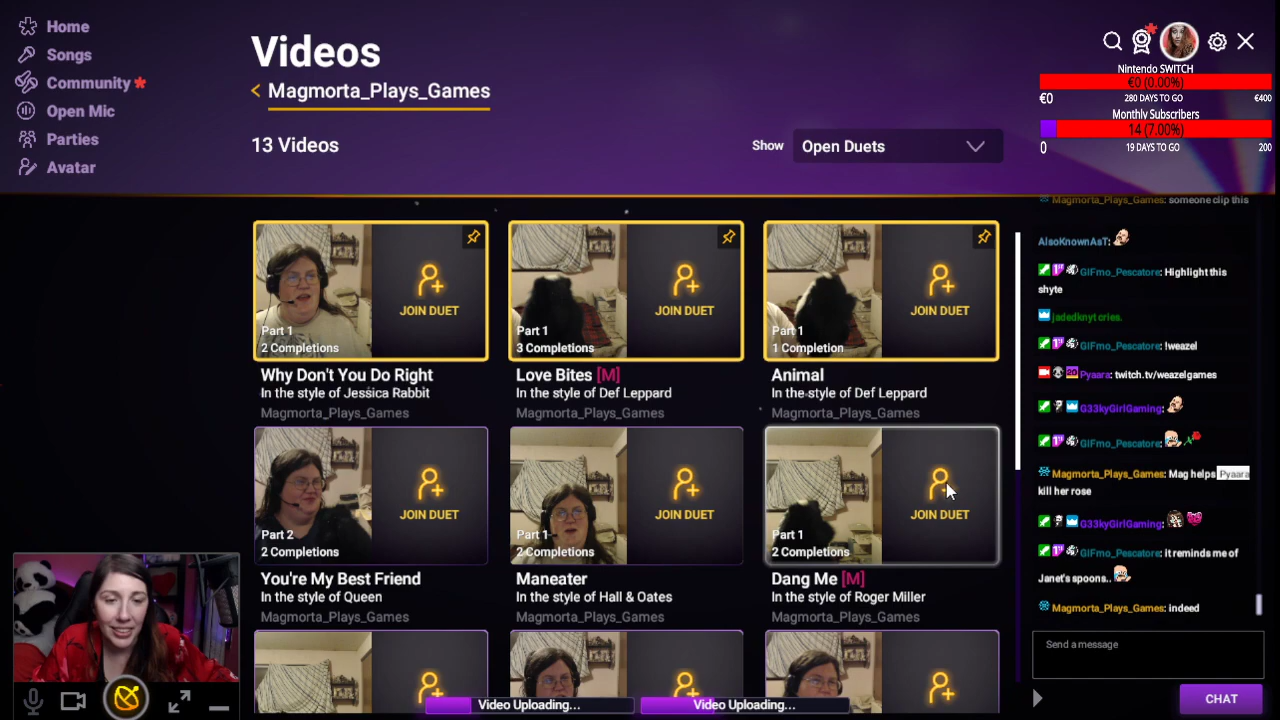 Home
Songs
Community *
Open Mic
Parties
Avatar
Videos
< Magmorta_Plays_Games
13 Videos
Show
Open Duets
Nintendo SWITCH
€0 (0.00%)
€0
280 DAYS TO GO
€400
Monthly Subscribers
14 (7.00%)
0
19 DAYS TO GO
200
JOIN DUET
Part 1
2 Completions
Why Don't You Do Right
In the style of Jessica Rabbit
Magmorta_Plays_Games
JOIN DUET
Part 1
3 Completions
Love Bites [M]
In the style of Def Leppard
Magmorta_Plays_Games
JOIN DUET
Part 1
1 Completion
Animal
In the style of Def Leppard
Magmorta_Plays_Games
JOIN DUET
Part 2
2 Completions
You're My Best Friend
In the style of Queen
Magmorta_Plays_Games
JOIN DUET
Part 1
2 Completions
Maneater
In the style of Hall & Oates
Magmorta_Plays_Games
JOIN DUET
Part 1
2 Completions
Dang Me [M]
In the style of Roger Miller
Magmorta_Plays_Games
Video Uploading...
Video Uploading...
Magmorta_Plays_Games: someone clip this
AlsoKnownAsT:
GIFmo_Pescatore: Highlight this
shyte
jadedknyt cries.
GIFmo_Pescatore: !weazel
Pyaara: twitch.tv/weazelgames
G33kyGirlGaming:
GIFmo_Pescatore:
Magmorta_Plays_Games: Mag helps Pyaara
kill her rose
G33kyGirlGaming:
GIFmo_Pescatore: it reminds me of
Janet's spoons..
Magmorta_Plays_Games: indeed
Send a message
CHAT